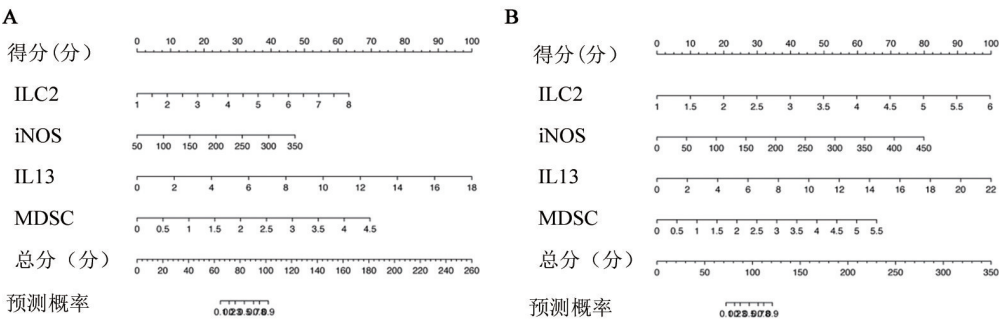 A
得分(分) 0 10 20 30 40 50 60 70 80 90 100
ILC2 1 2 3 4 5 6 7 8
iNOS 50 100 150 200 250 300 350
IL13 0 2 4 6 8 10 12 14 16 18
MDSC 0 0.5 1 1.5 2 2.5 3 3.5 4 4.5
总分（分） 0 20 40 60 80 100 120 140 160 180 200 220 240 260
预测概率
B
得分(分) 0 10 20 30 40 50 60 70 80 90 100
ILC2 1 1.5 2 2.5 3 3.5 4 4.5 5 5.5 6
iNOS 0 50 100 150 200 250 300 350 400 450
IL13 0 2 4 6 8 10 12 14 16 18 20 22
MDSC 0 0.5 1 1.5 2 2.5 3 3.5 4 4.5 5 5.5
总分（分） 0 50 100 150 200 250 300 350
预测概率